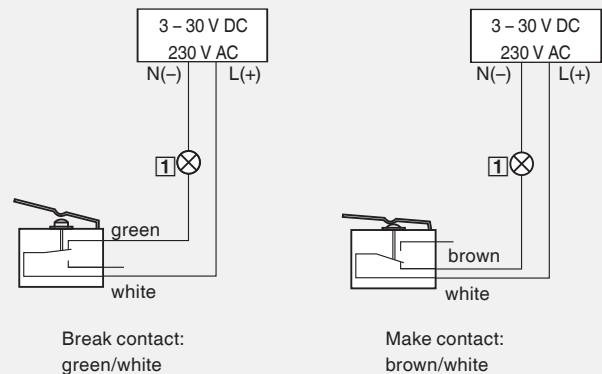 3 – 30 V DC
230 V AC
N(–) L(+)
1
green
white
Break contact:
green/white
3 – 30 V DC
230 V AC
N(–) L(+)
1
brown
white
Make contact:
brown/white